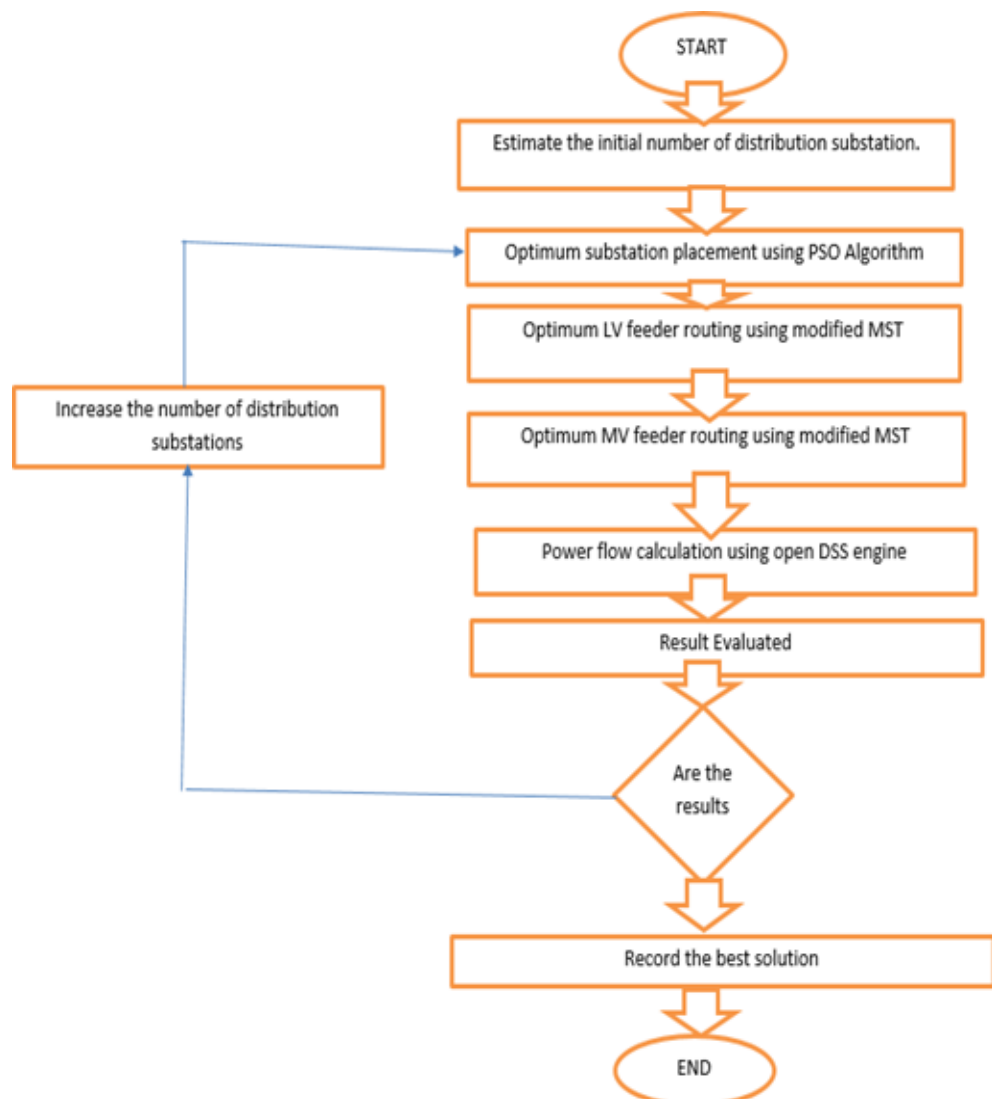 START
Estimate the initial number of distribution substation.
Optimum substation placement using PSO Algorithm
Optimum LV feeder routing using modified MST
Increase the number of distribution
substations
Optimum MV feeder routing using modified MST
Power flow calculation using open DSS engine
Result Evaluated
Are the
results
Record the best solution
END